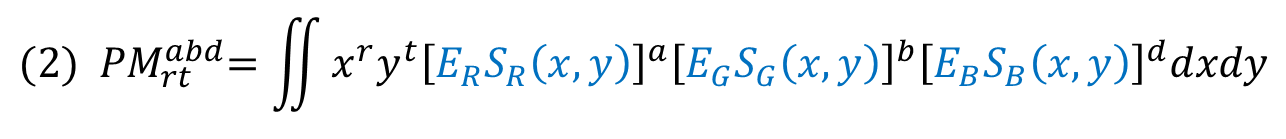 (2) PM_{rt}^{abd}=∬ x^r y^t [E_R S_R(x, y)]^a [E_G S_G(x, y)]^b [E_B S_B(x, y)]^d dxdy